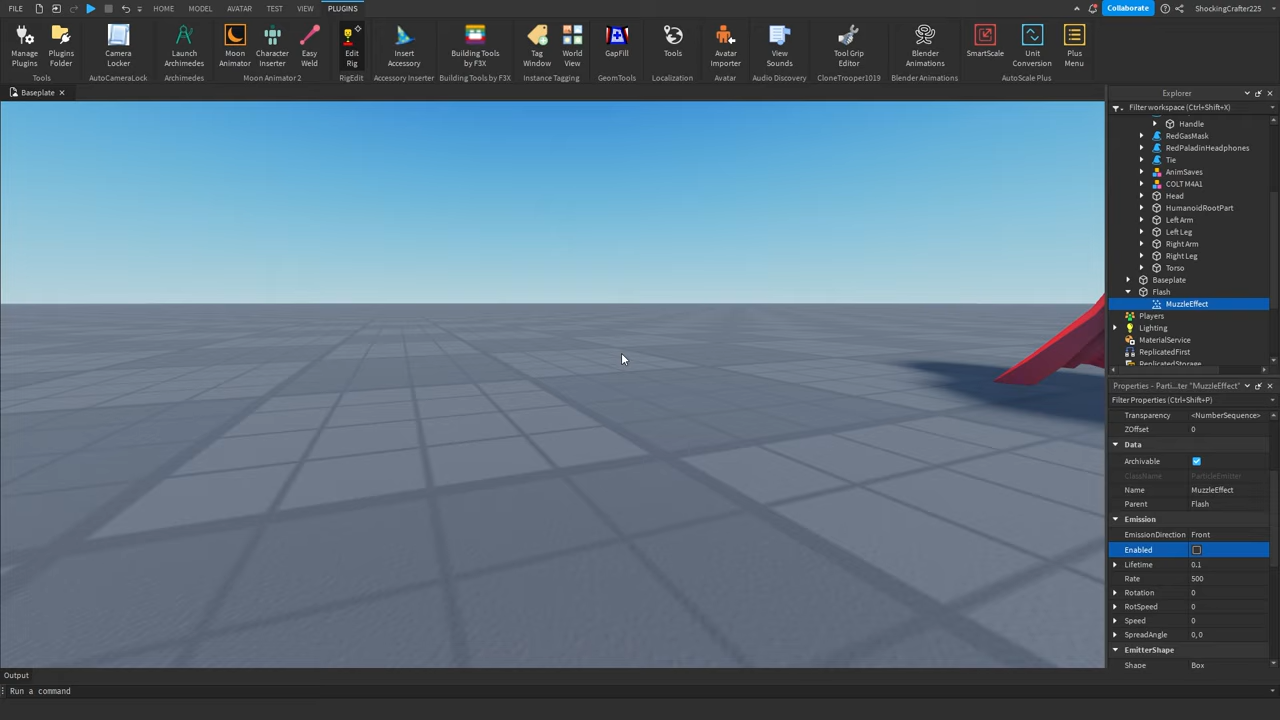 FILE HOME MODEL AVATAR TEST VIEW PLUGINS Collaborate ShockingCrafter225
Manage Plugins
Plugins Folder
Camera Locker
Launch Archimedes
Moon Animator
Character Inserter
Easy Weld
Edit Rig
Insert Accessory
Building Tools by F3X
Tag Window
World View
GapFill
Tools
Avatar Importer
View Sounds
Tool Grip Editor
Blender Animations
SmartScale
Unit Conversion
Plus Menu
Tools AutoCameraLock Archimedes Moon Animator 2 RigEdit Accessory Inserter Building Tools by F3X Instance Tagging GeomTools Localization Avatar Audio Discovery CloneTrooper1019 Blender Animations AutoScale Plus
Baseplate
Explorer
Filter workspace (Ctrl+Shift+X)
Handle
RedGasMask
RedPaladinHeadphones
Tie
AnimSaves
COLT M4A1
Head
HumanoidRootPart
Left Arm
Left Leg
Right Arm
Right Leg
Torso
Baseplate
Flash
MuzzleEffect
Players
Lighting
MaterialService
ReplicatedFirst
ReplicatedStorage
Properties - Parti...ter "MuzzleEffect"
Filter Properties (Ctrl+Shift+P)
Transparency <NumberSequence>
ZOffset 0
Data
Archivable
ClassName ParticleEmitter
Name MuzzleEffect
Parent Flash
Emission
EmissionDirection Front
Enabled
Lifetime 0.1
Rate 500
Rotation 0
RotSpeed 0
Speed 0
SpreadAngle 0, 0
EmitterShape
Shape Box
Output
Run a command